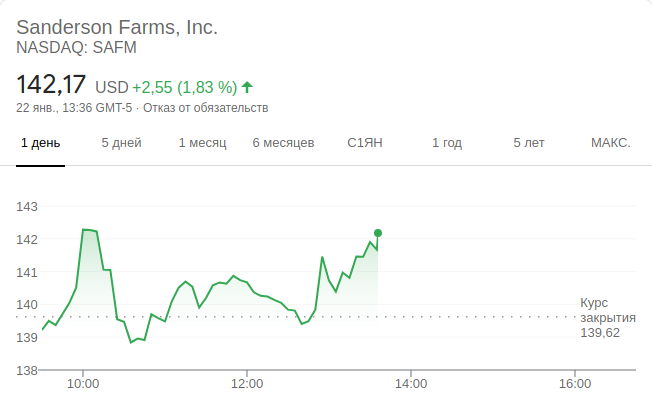 Sanderson Farms, Inc.
NASDAQ: SAFM
142,17 USD +2,55 (1,83 %)
22 янв., 13:36 GMT-5 · Отказ от обязательств
1 день 5 дней 1 месяц 6 месяцев С1ЯН 1 год 5 лет МАКС.
143
142
141
140
139
138
Курс
закрытия
139,62
10:00 12:00 14:00 16:00